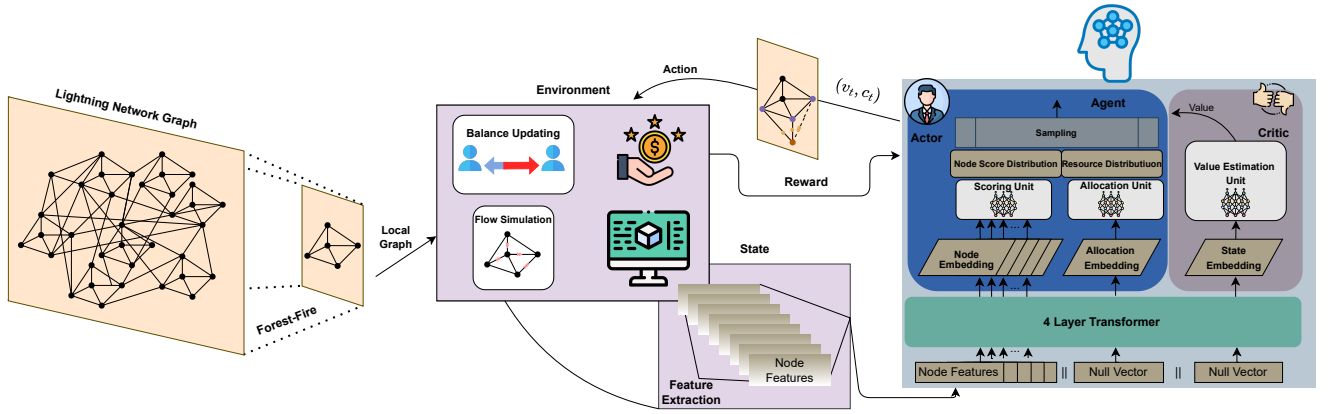 Lightning Network Graph
Forest-Fire
Local
Graph
Environment
Balance Updating
Flow Simulation
Action
(v_t, c_t)
Reward
State
Node
Features
Feature
Extraction
Agent
Actor
Sampling
Node Score Distribution
Resource Distributiuon
Scoring Unit
Allocation Unit
...
Node
Embedding
Allocation
Embedding
Value
Critic
Value Estimation
Unit
State
Embedding
...
4 Layer Transformer
...
Node Features
||
Null Vector
||
Null Vector